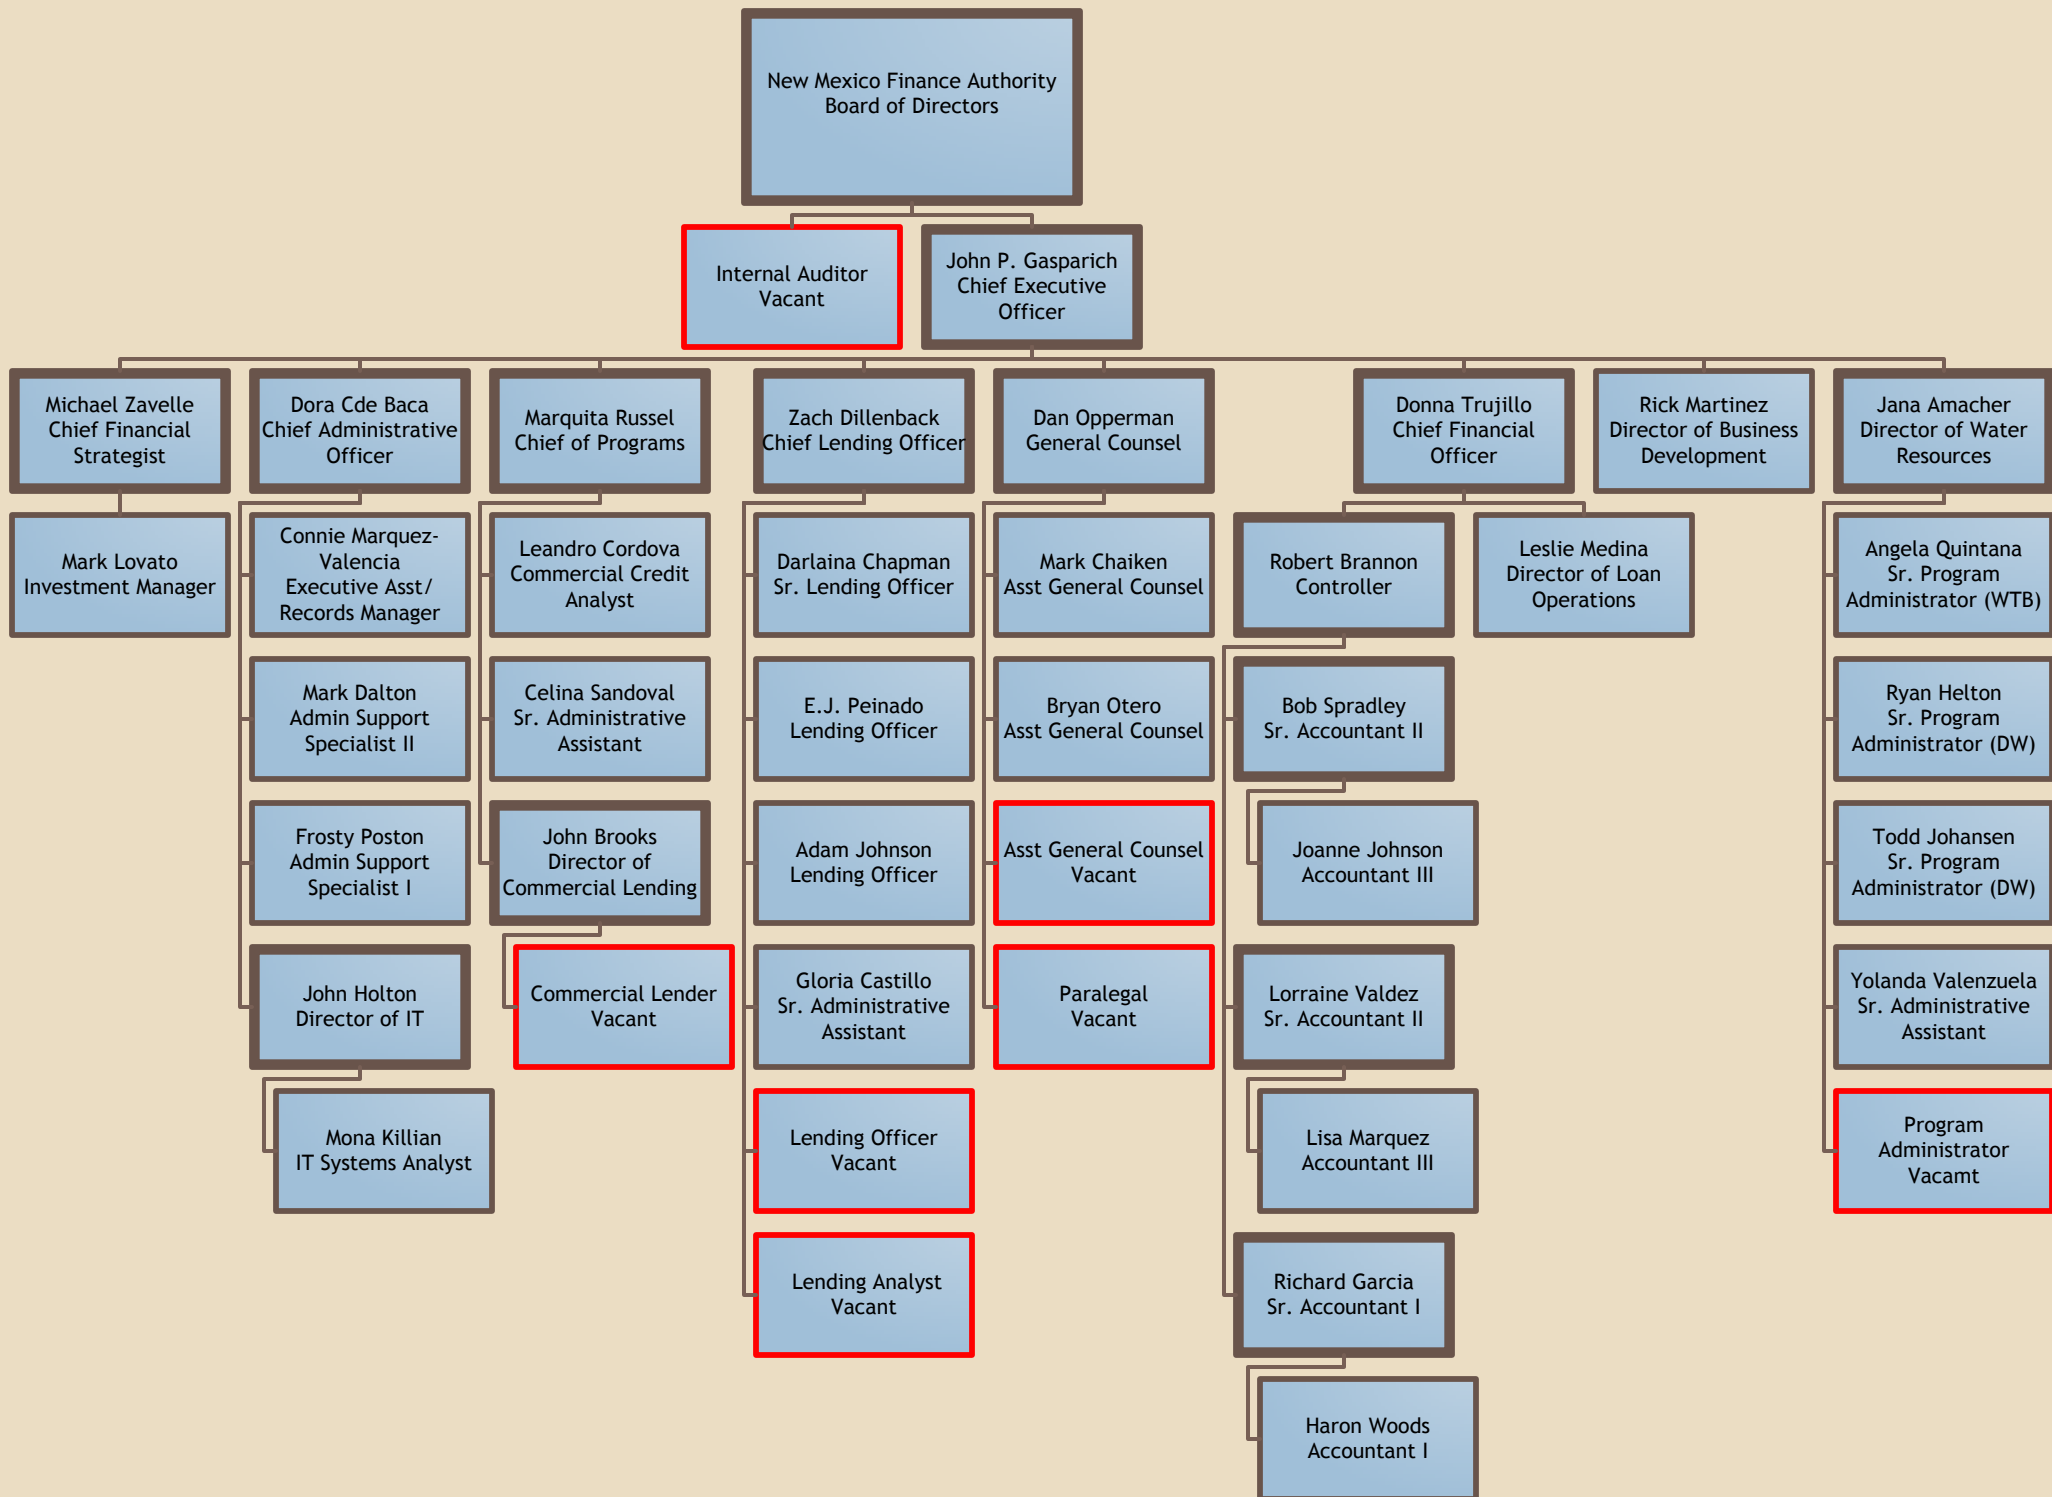 New Mexico Finance Authority
Board of Directors
Internal Auditor
Vacant
John P. Gasparich
Chief Executive
Officer
Michael Zavelle
Chief Financial
Strategist
Dora Cde Baca
Chief Administrative
Officer
Marquita Russel
Chief of Programs
Zach Dillenback
Chief Lending Officer
Dan Opperman
General Counsel
Donna Trujillo
Chief Financial
Officer
Rick Martinez
Director of Business
Development
Jana Amacher
Director of Water
Resources
Mark Lovato
Investment Manager
Connie Marquez-
Valencia
Executive Asst/
Records Manager
Leandro Cordova
Commercial Credit
Analyst
Darlaina Chapman
Sr. Lending Officer
Mark Chaiken
Asst General Counsel
Robert Brannon
Controller
Leslie Medina
Director of Loan
Operations
Angela Quintana
Sr. Program
Administrator (WTB)
Mark Dalton
Admin Support
Specialist II
Celina Sandoval
Sr. Administrative
Assistant
E.J. Peinado
Lending Officer
Bryan Otero
Asst General Counsel
Bob Spradley
Sr. Accountant II
Ryan Helton
Sr. Program
Administrator (DW)
Frosty Poston
Admin Support
Specialist I
John Brooks
Director of
Commercial Lending
Adam Johnson
Lending Officer
Asst General Counsel
Vacant
Joanne Johnson
Accountant III
Todd Johansen
Sr. Program
Administrator (DW)
John Holton
Director of IT
Commercial Lender
Vacant
Gloria Castillo
Sr. Administrative
Assistant
Paralegal
Vacant
Lorraine Valdez
Sr. Accountant II
Yolanda Valenzuela
Sr. Administrative
Assistant
Mona Killian
IT Systems Analyst
Lending Officer
Vacant
Lisa Marquez
Accountant III
Program
Administrator
Vacamt
Lending Analyst
Vacant
Richard Garcia
Sr. Accountant I
Haron Woods
Accountant I